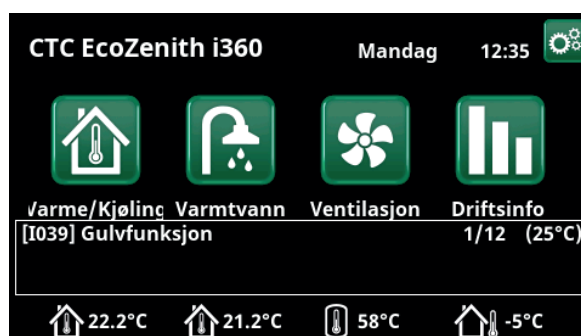 CTC EcoZenith i360 Mandag 12:35
Varme/Kjøling Varmtvann Ventilasjon Driftsinfo
[I039] Gulvfunksjon 1/12 (25°C)
22.2°C 21.2°C 58°C -5°C